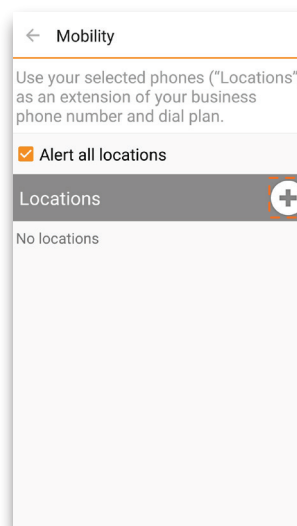 Mobility
Use your selected phones (“Locations”
as an extension of your business
phone number and dial plan.
Alert all locations
Locations
No locations